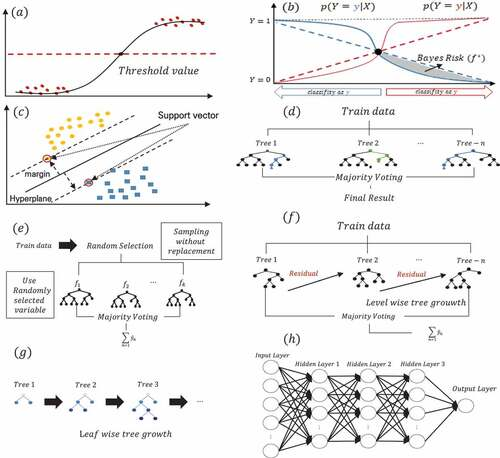 (a)
Threshold value
(b)
p(Y = y|X)
p(Y = y|X)
Y = 1
Y = 0
Bayes Risk (f*)
classifity as y
classifity as y
(c)
Support vector
margin
Hyperplane
(d)
Train data
Tree 1
Tree 2
...
Tree − n
Majority Voting
Final Result
(e)
Train data
Random Selection
Sampling
without
replacement
Use
Randomly
selected
variable
f1
f2
...
fk
Majority Voting
(f)
Train data
Tree 1
Tree 2
...
Tree − n
Residual
Residual
Level wise tree grouwth
Majority Voting
(g)
Tree 1
Tree 2
Tree 3
...
Leaf wise tree growth
(h)
Input Layer
Hidden Layer 1
Hidden Layer 2
Hidden Layer 3
Output Layer